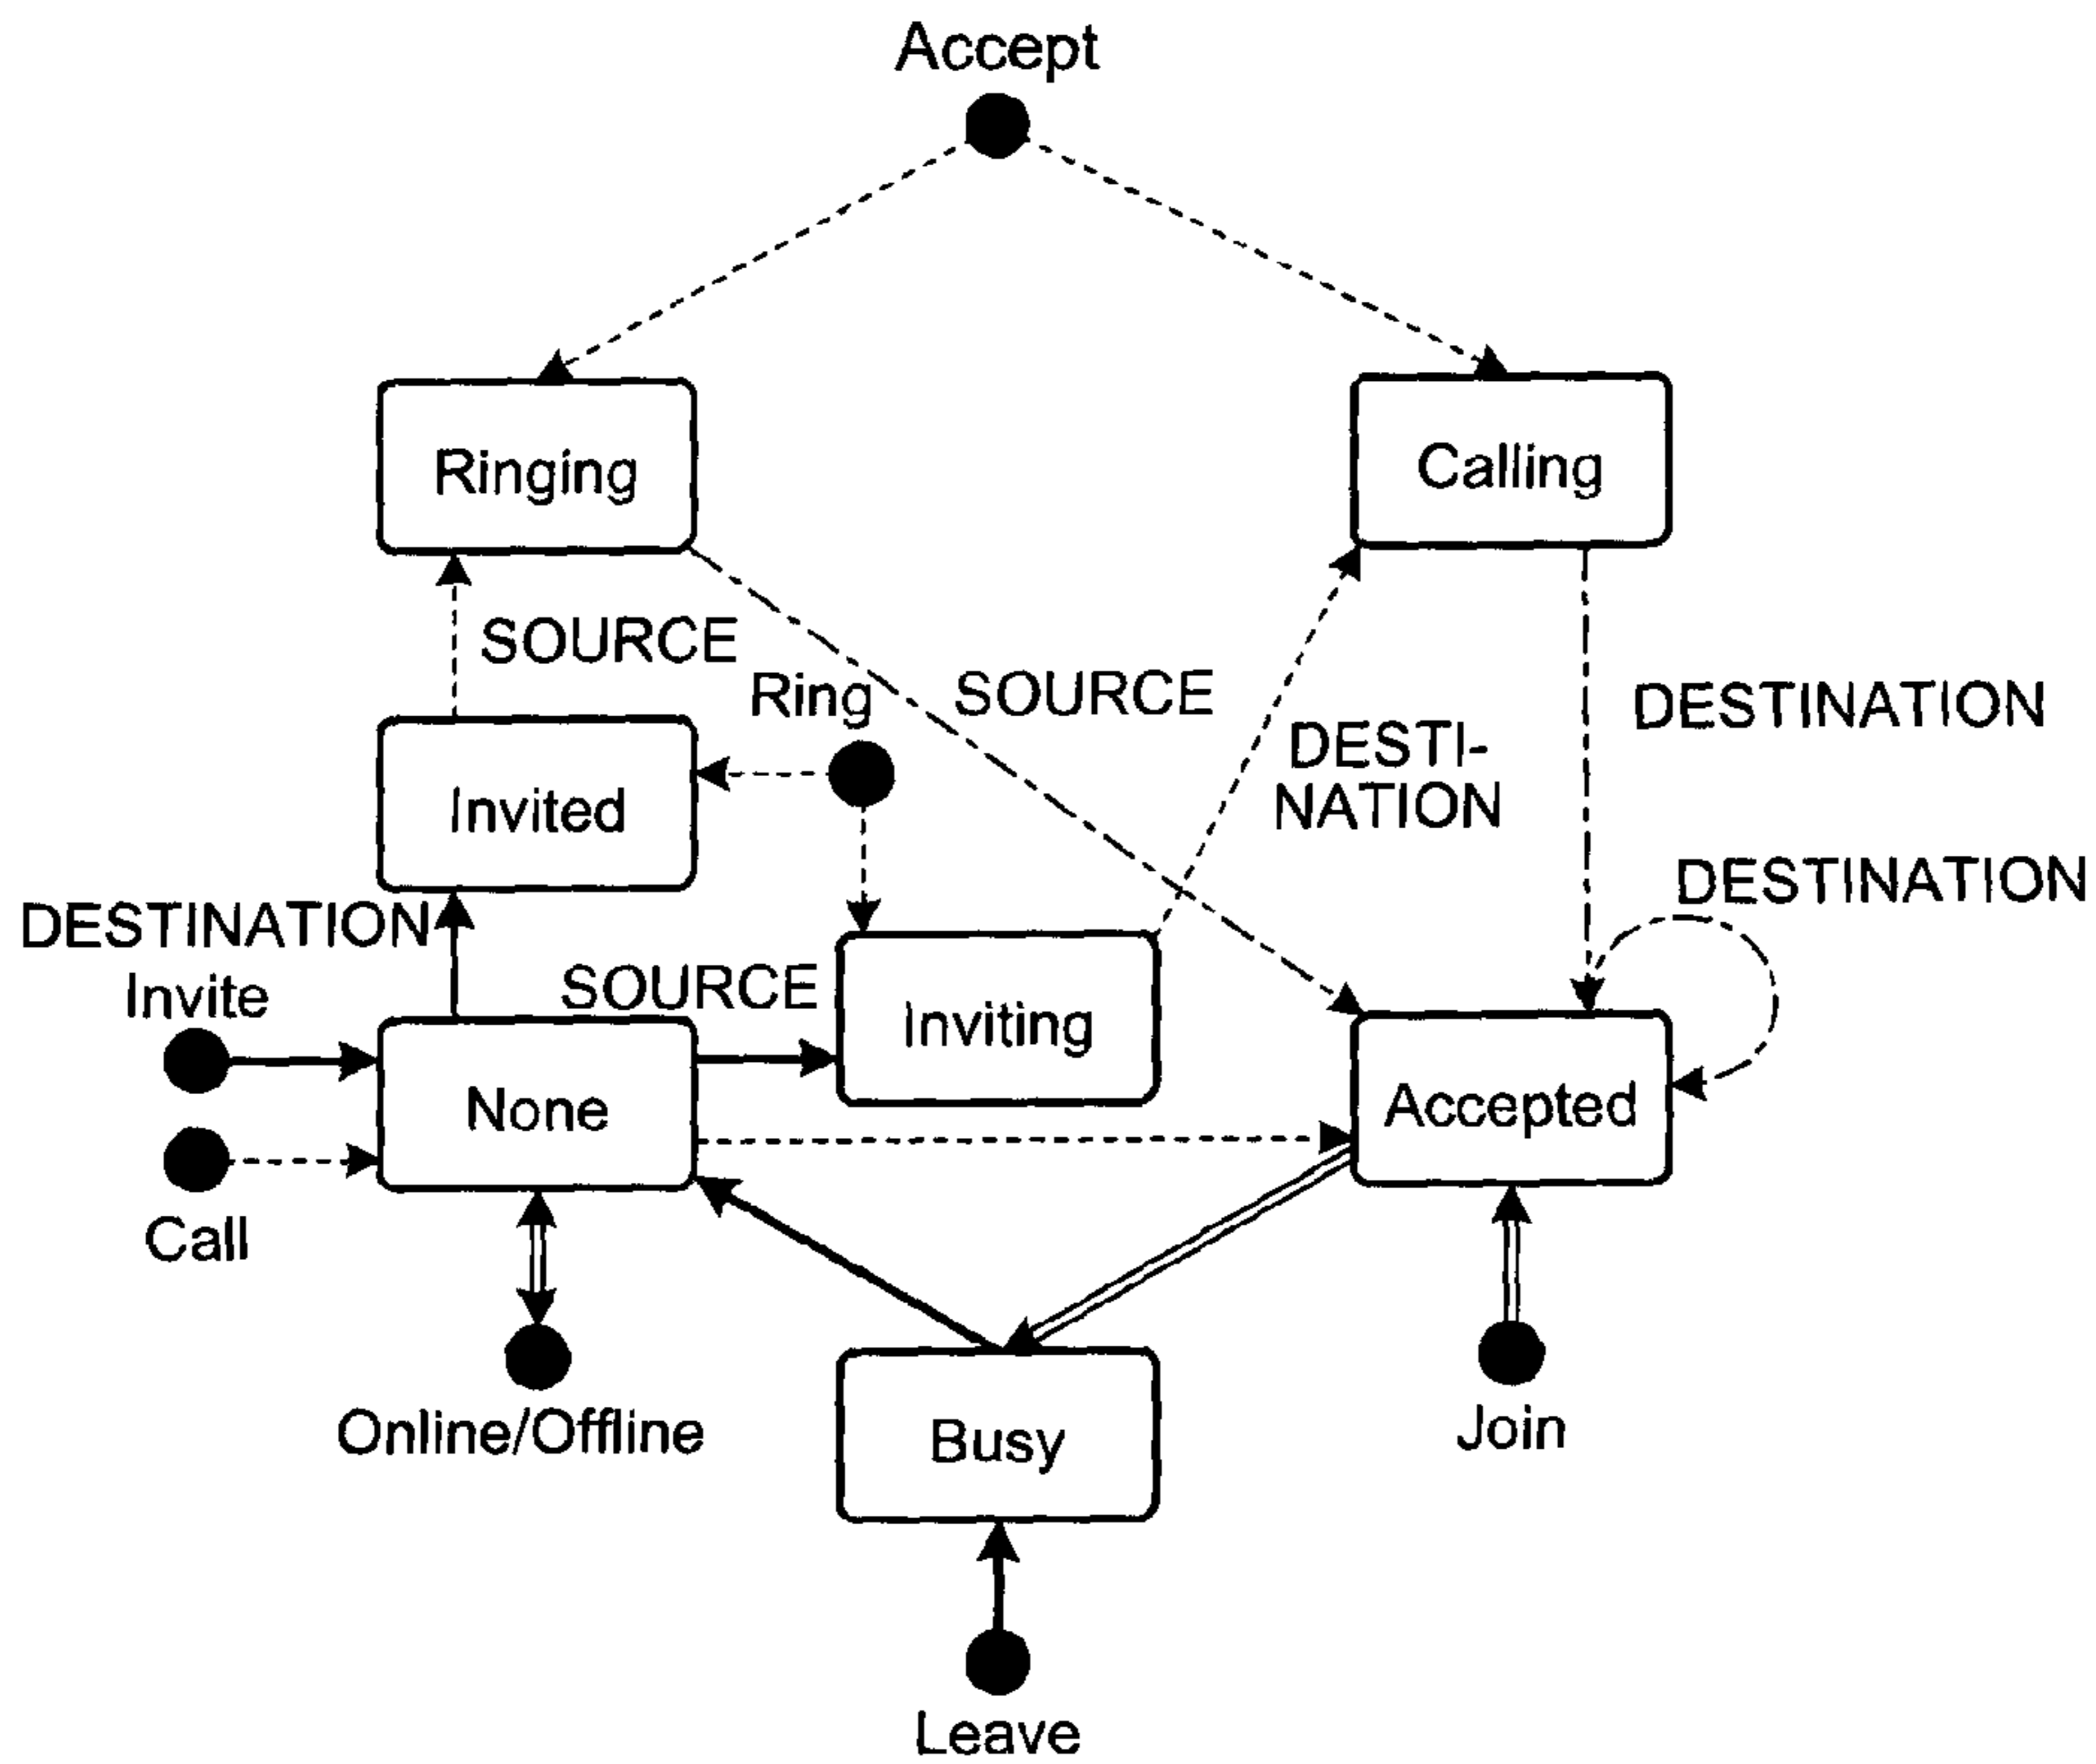 Accept
Ringing
Calling
SOURCE
Ring
SOURCE
DESTINATION
DESTI-
NATION
Invited
DESTINATION
DESTINATION
Invite
SOURCE
Inviting
None
Accepted
Call
Online/Offline
Busy
Join
Leave